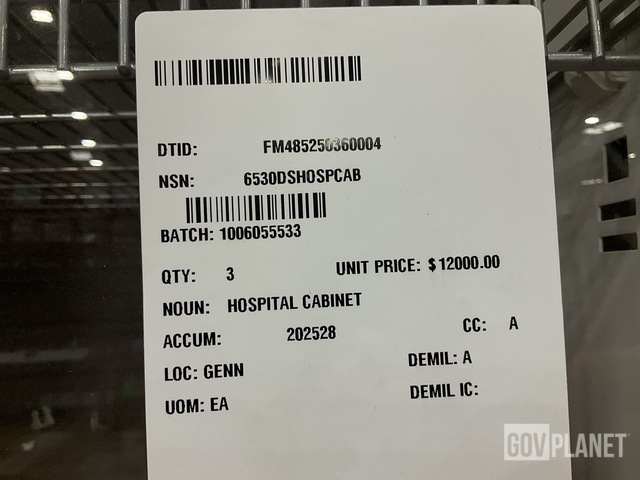 DTID: FM485250360004
NSN: 6530DSHOSPCAB
BATCH: 1006055533
QTY: 3 UNIT PRICE: $12000.00
NOUN: HOSPITAL CABINET
ACCUM: 202528 CC: A
LOC: GENN DEMIL: A
UOM: EA DEMIL IC:
GOVPLANET